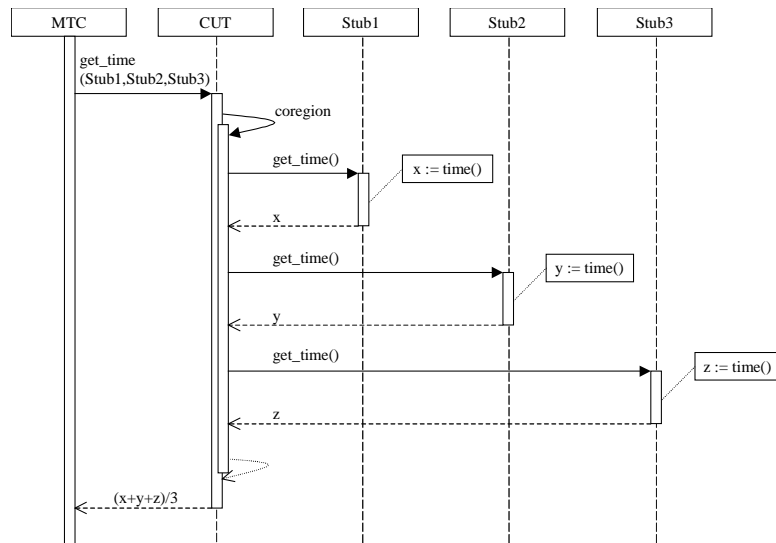 MTC
CUT
Stub1
Stub2
Stub3
get_time
(Stub1,Stub2,Stub3)
coregion
get_time()
x := time()
x
get_time()
y := time()
y
get_time()
z := time()
z
(x+y+z)/3